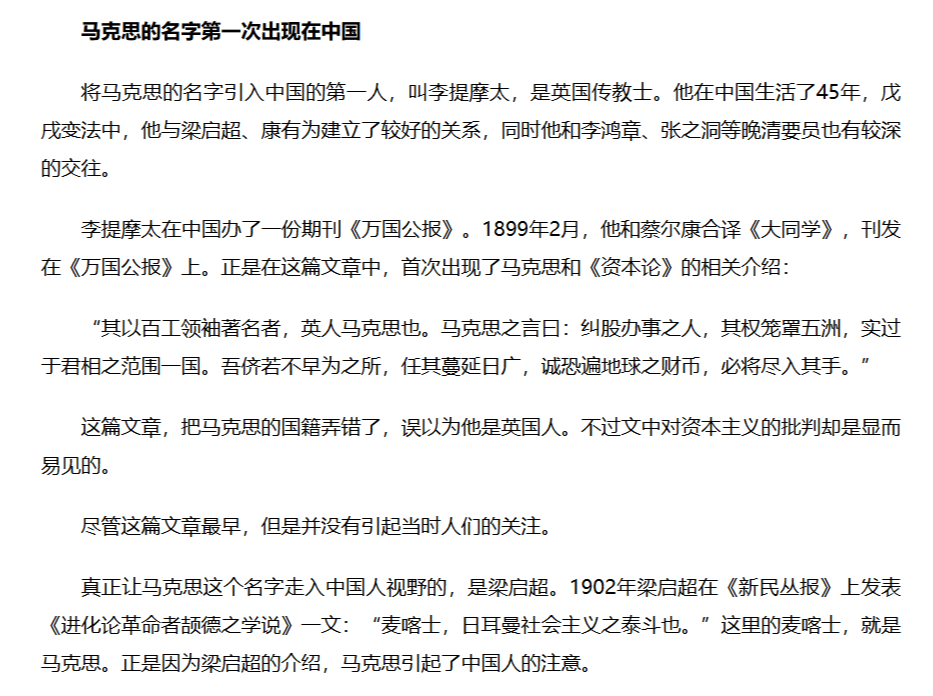 马克思的名字第一次出现在中国
将马克思的名字引入中国的第一人，叫李提摩太，是英国传教士。他在中国生活了45年，戊
戌变法中，他与梁启超、康有为建立了较好的关系，同时他和李鸿章、张之洞等晚清要员也有较深
的交往。
李提摩太在中国办了一份期刊《万国公报》。1899年2月，他和蔡尔康合译《大同学》，刊发
在《万国公报》上。正是在这篇文章中，首次出现了马克思和《资本论》的相关介绍：
“其以百工领袖著名者，英人马克思也。马克思之言曰：纠股办事之人，其权笼罩五洲，实过
于君相之范围一国。吾侪若不早为之所，任其蔓延日广，诚恐遍地球之财币，必将尽入其手。”
这篇文章，把马克思的国籍弄错了，误以为他是英国人。不过文中对资本主义的批判却是显而
易见的。
尽管这篇文章最早，但是并没有引起当时人们的关注。
真正让马克思这个名字走入中国人视野的，是梁启超。1902年梁启超在《新民丛报》上发表
《进化论革命者颉德之学说》一文：“麦喀士，日耳曼社会主义之泰斗也。”这里的麦喀士，就是
马克思。正是因为梁启超的介绍，马克思引起了中国人的注意。